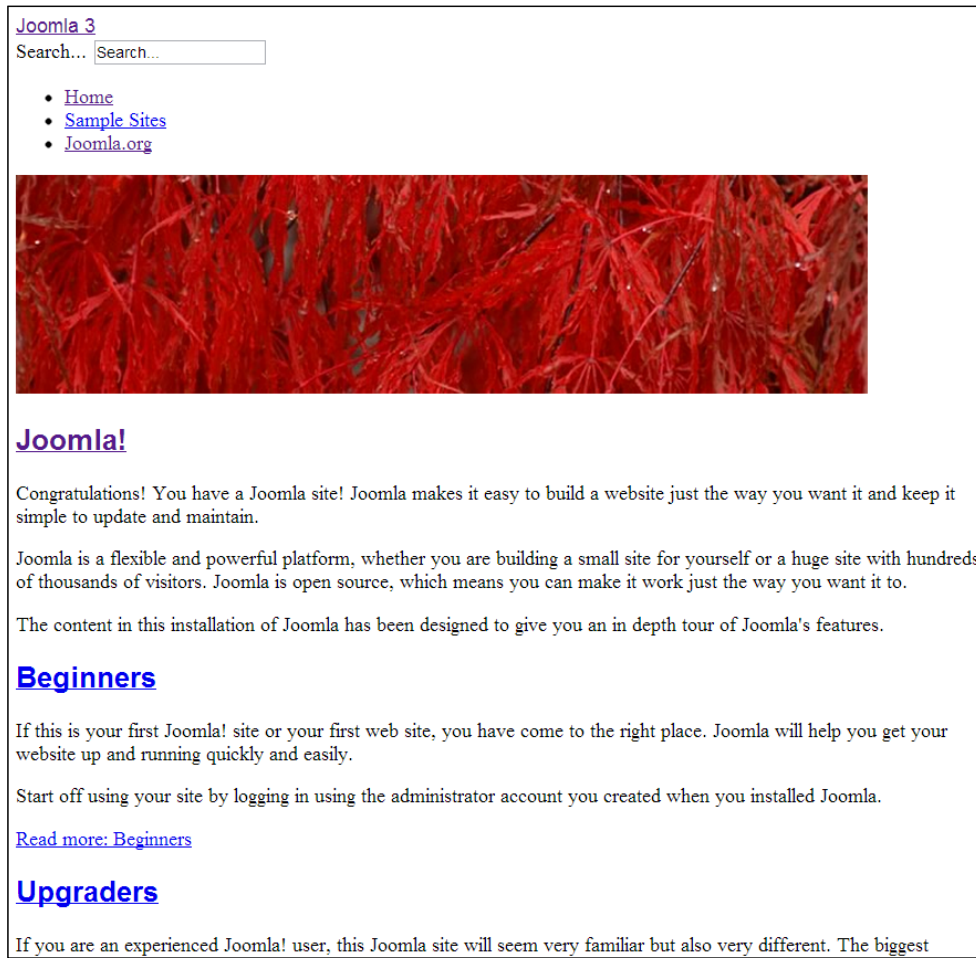 Joomla 3
Search... Search...
Home
Sample Sites
Joomla.org
Joomla!
Congratulations! You have a Joomla site! Joomla makes it easy to build a website just the way you want it and keep it
simple to update and maintain.
Joomla is a flexible and powerful platform, whether you are building a small site for yourself or a huge site with hundreds
of thousands of visitors. Joomla is open source, which means you can make it work just the way you want it to.
The content in this installation of Joomla has been designed to give you an in depth tour of Joomla's features.
Beginners
If this is your first Joomla! site or your first web site, you have come to the right place. Joomla will help you get your
website up and running quickly and easily.
Start off using your site by logging in using the administrator account you created when you installed Joomla.
Read more: Beginners
Upgraders
If you are an experienced Joomla! user, this Joomla site will seem very familiar but also very different. The biggest